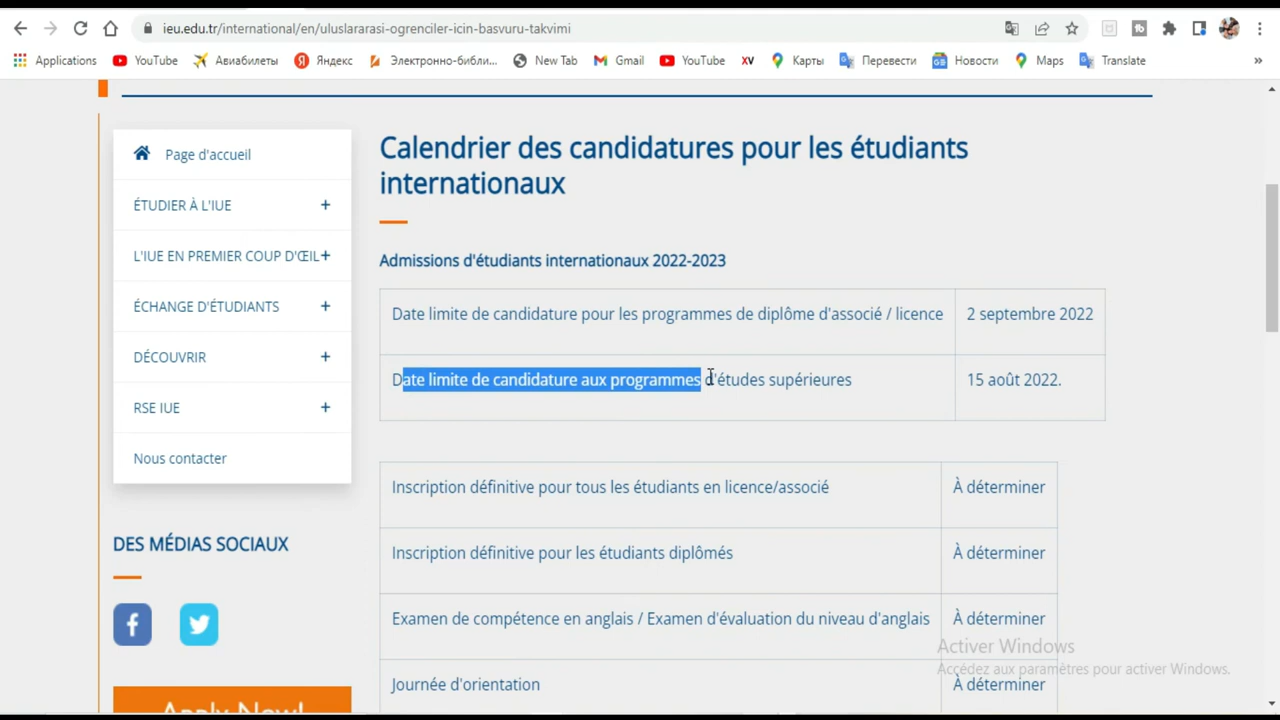 ieu.edu.tr/international/en/uluslararasi-ogrenciler-icin-basvuru-takvimi
Applications YouTube Авиабилеты Яндекс Электронно-библи... New Tab Gmail YouTube XV Карты Перевести Новости Maps Translate »
Page d'accueil
ÉTUDIER À L'IUE +
L'IUE EN PREMIER COUP D'ŒIL +
ÉCHANGE D'ÉTUDIANTS +
DÉCOUVRIR +
RSE IUE +
Nous contacter
DES MÉDIAS SOCIAUX
Apply Now!
Calendrier des candidatures pour les étudiants
internationaux
Admissions d'étudiants internationaux 2022-2023
Date limite de candidature pour les programmes de diplôme d'associé / licence 2 septembre 2022
Date limite de candidature aux programmes d'études supérieures 15 août 2022.
Inscription définitive pour tous les étudiants en licence/associé À déterminer
Inscription définitive pour les étudiants diplômés À déterminer
Examen de compétence en anglais / Examen d'évaluation du niveau d'anglais À déterminer
Journée d'orientation À déterminer
Activer Windows
Accédez aux paramètres pour activer Windows.